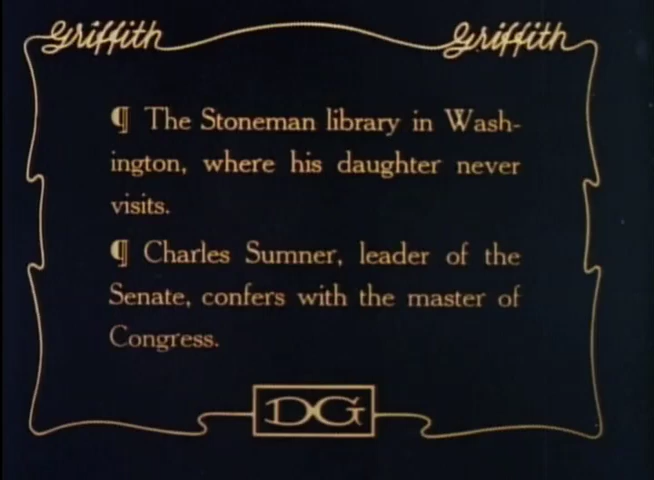 Griffith Griffith
¶ The Stoneman library in Wash-
ington, where his daughter never
visits.
¶ Charles Sumner, leader of the
Senate, confers with the master of
Congress.
DG